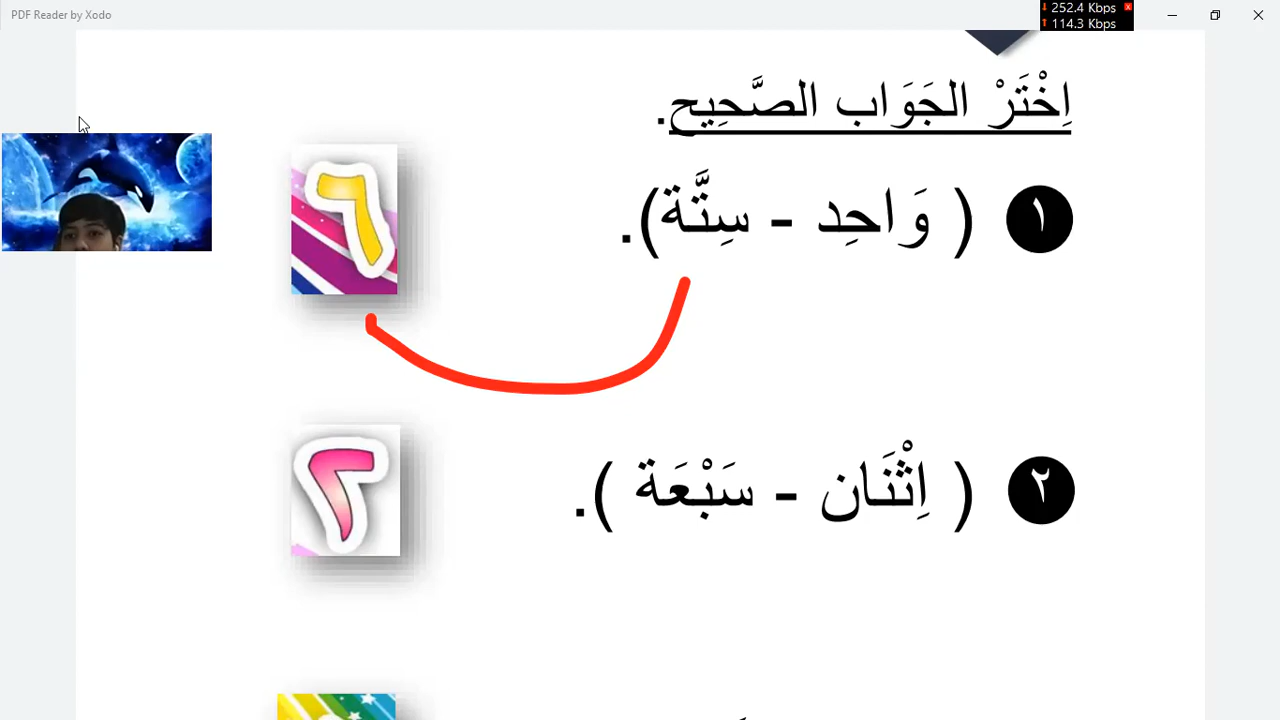 PDF Reader by Xodo
252.4 Kbps
114.3 Kbps
اِخْتَرْ الجَوَاب الصَّحِيح.
١ ( وَاحِد - سِتَّة).
٦
٢ ( اِثْنَان - سَبْعَة ).
٢